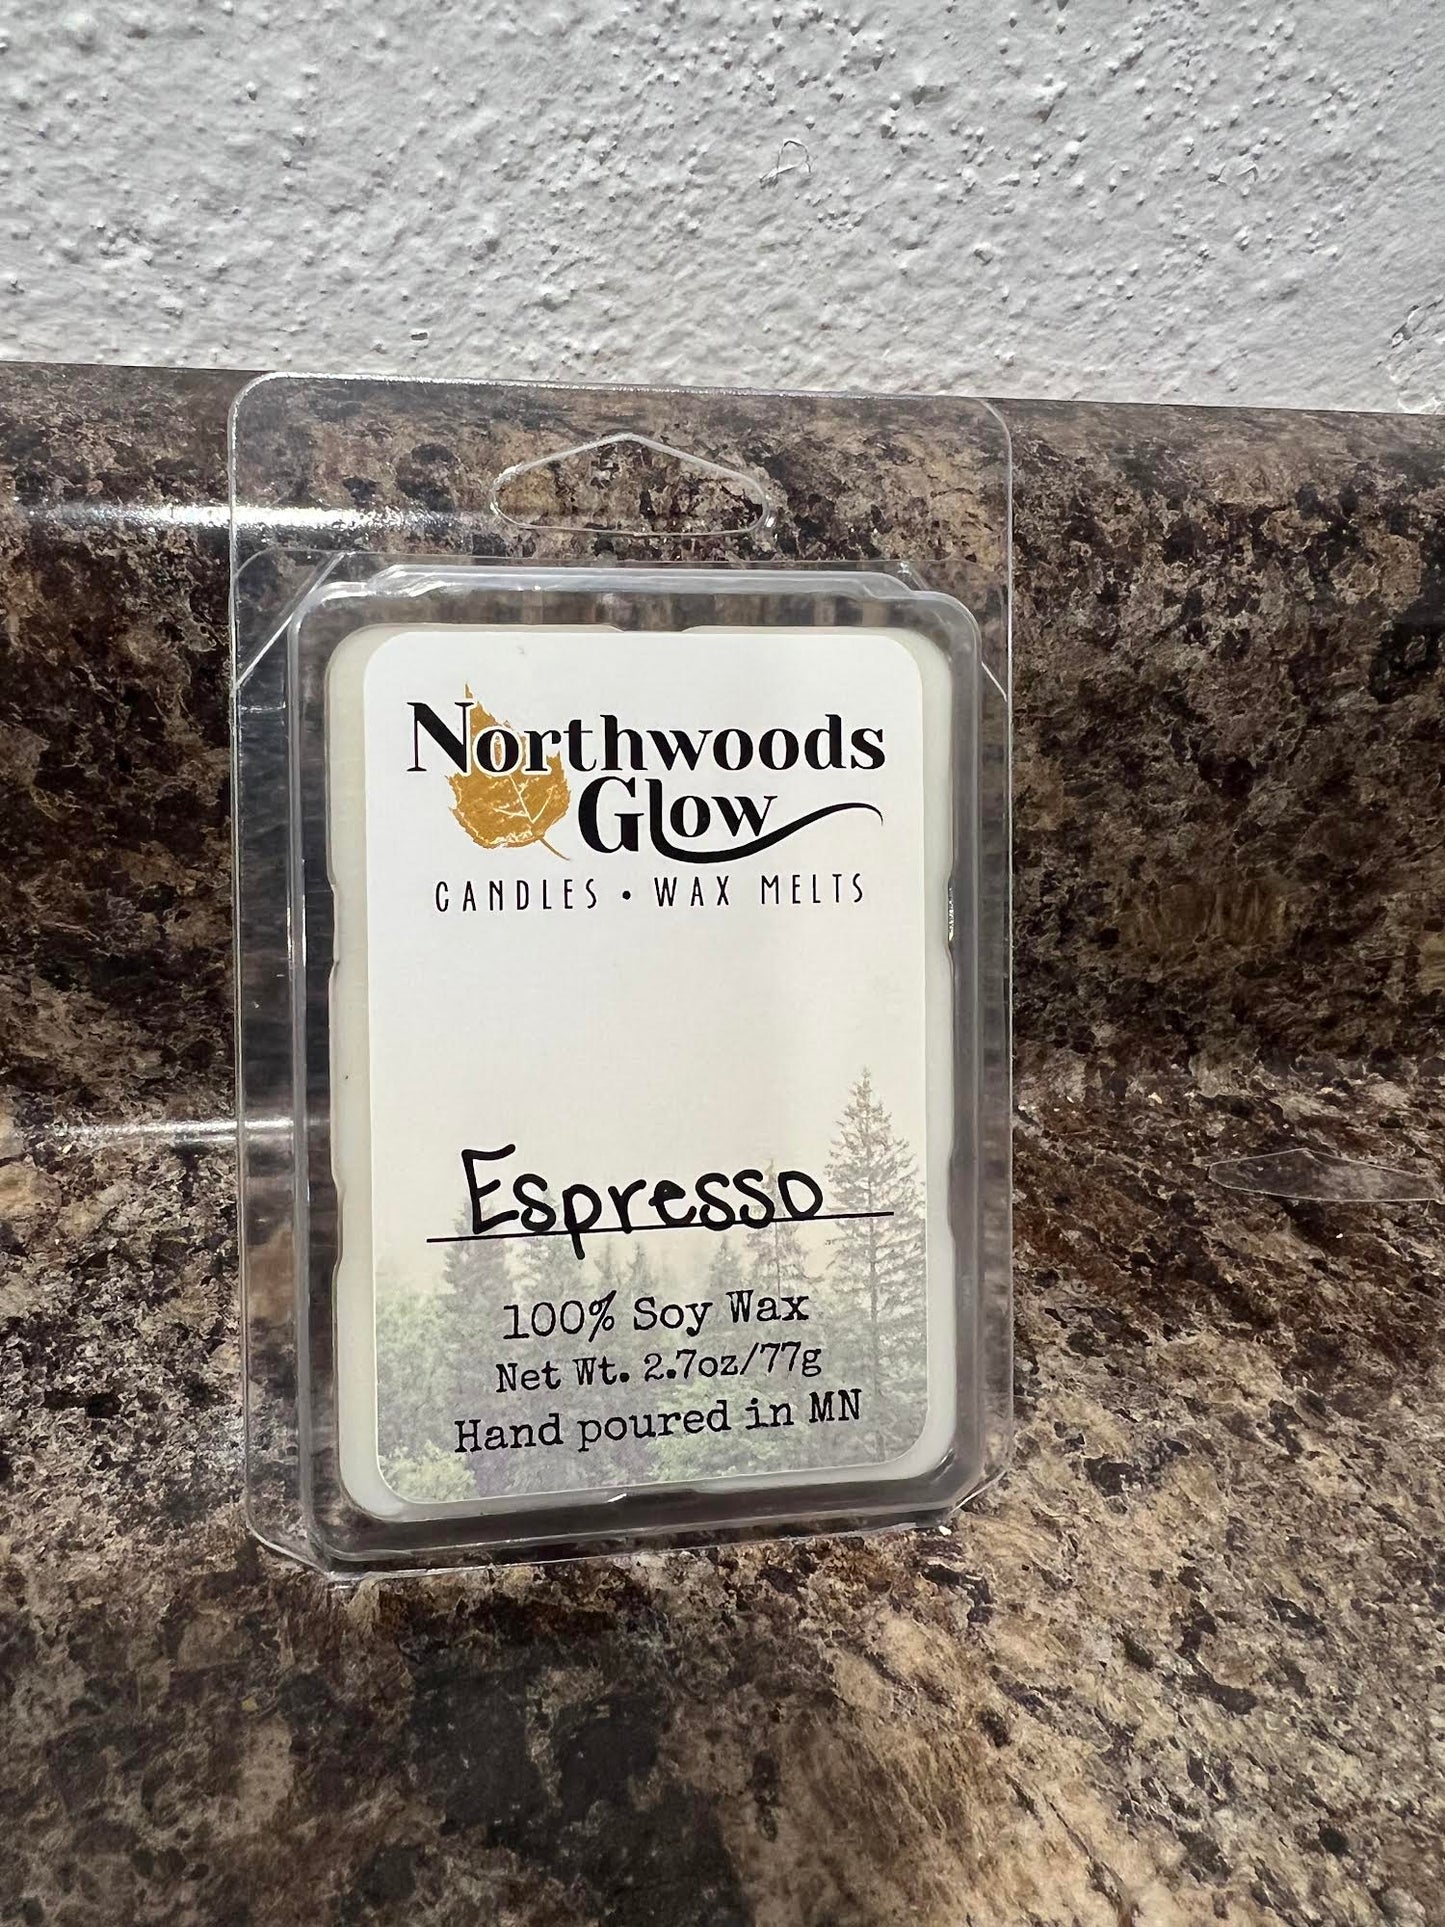 Northwoods
Glow
CANDLES • WAX MELTS
Espresso
100% Soy Wax
Net Wt. 2.7oz/77g
Hand poured in MN